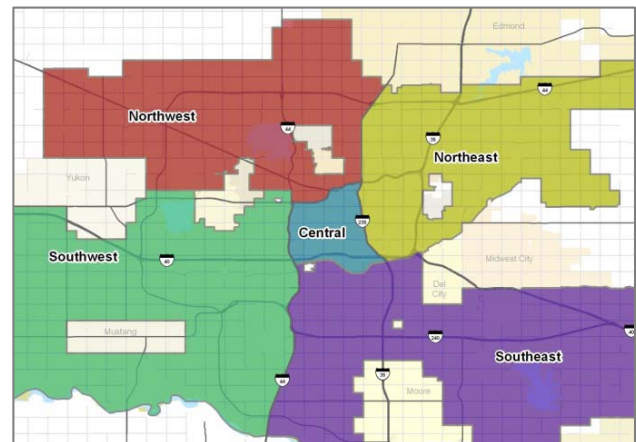 Edmond
44
Northwest
44
35
Northeast
Yukon
235
Central
Southwest
40
Midwest City
Del
City
Mustang
240
40
Southeast
44
35
Moore